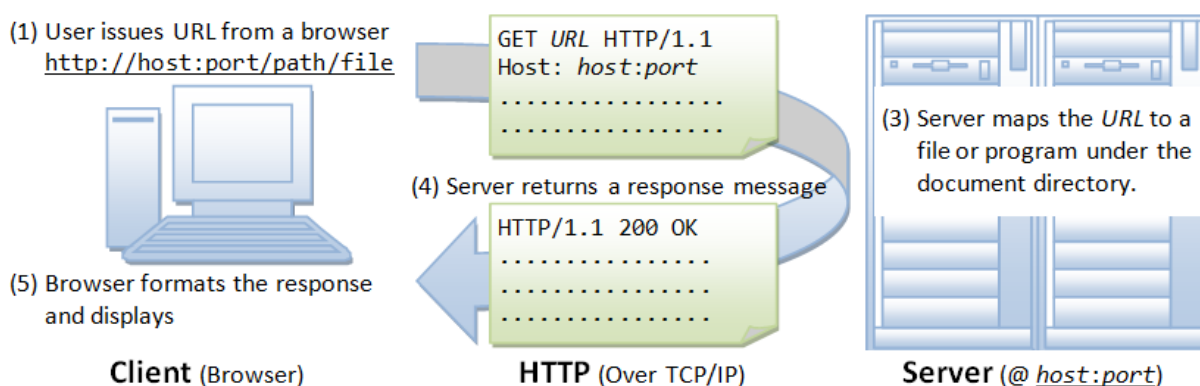 (1) User issues URL from a browser
http://host:port/path/file
GET URL HTTP/1.1
Host: host:port
.................
.................
(3) Server maps the URL to a
file or program under the
document directory.
(4) Server returns a response message
HTTP/1.1 200 OK
................
................
................
(5) Browser formats the response
and displays
Client (Browser)
HTTP (Over TCP/IP)
Server (@ host:port)